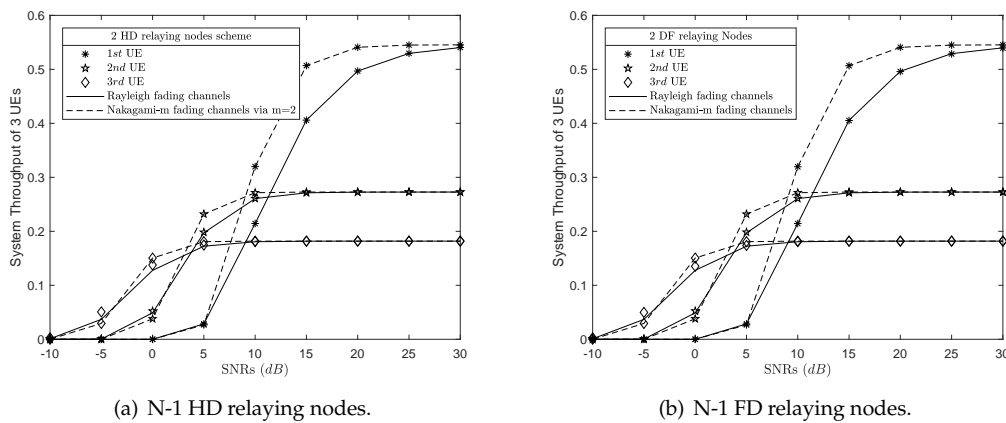 0.6
0.5
0.4
0.3
0.2
0.1
0
System Throughput of 3 UEs
2 HD relaying nodes scheme
1st UE
2nd UE
3rd UE
Rayleigh fading channels
Nakagami-m fading channels via m=2
-10 -5 0 5 10 15 20 25 30
SNRs (dB)
(a) N-1 HD relaying nodes.
0.6
0.5
0.4
0.3
0.2
0.1
0
System Throughput of 3 UEs
2 DF relaying Nodes
1st UE
2nd UE
3rd UE
Rayleigh fading channels
Nakagami-m fading channels
-10 -5 0 5 10 15 20 25 30
SNRs (dB)
(b) N-1 FD relaying nodes.